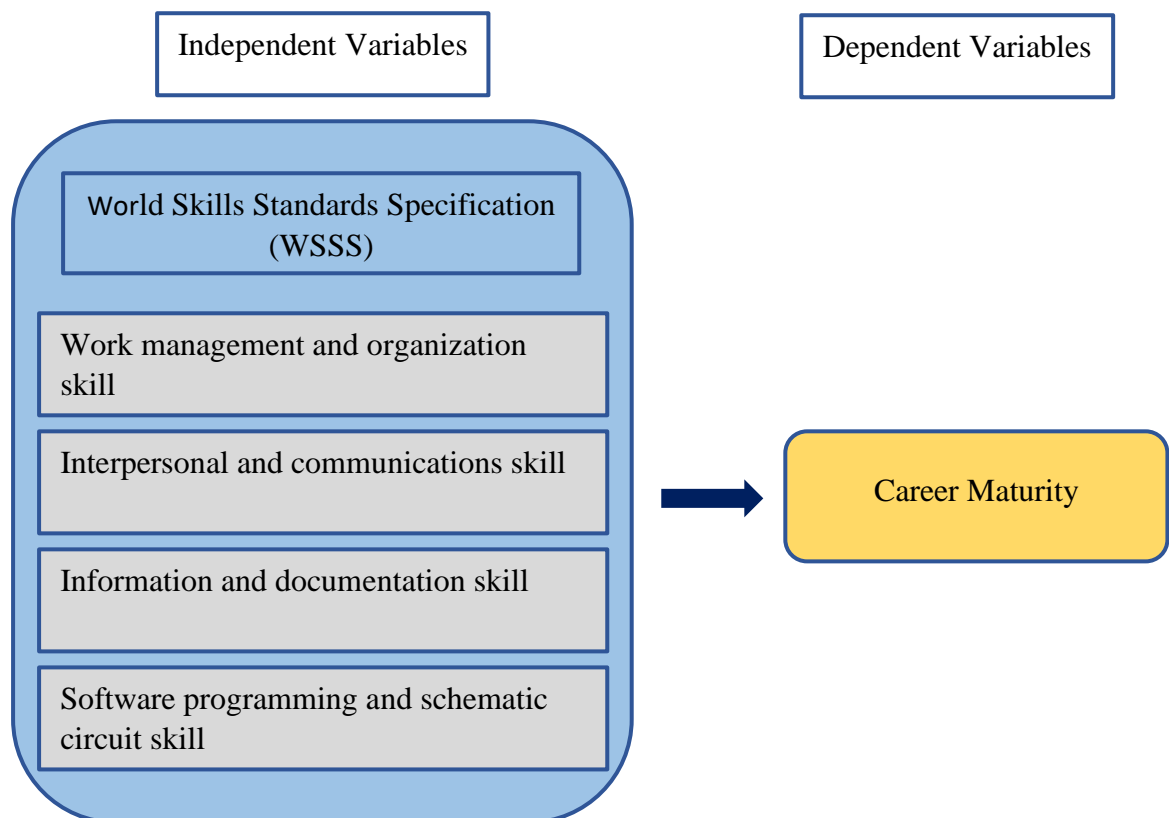 Independent Variables
Dependent Variables
World Skills Standards Specification
(WSSS)
Work management and organization
skill
Interpersonal and communications skill
Information and documentation skill
Software programming and schematic
circuit skill
Career Maturity